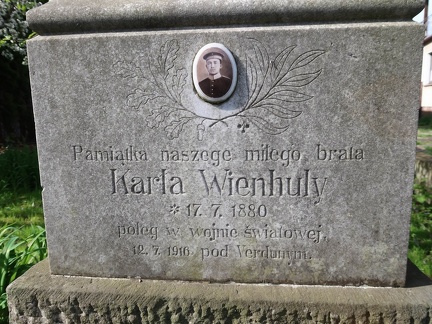 Pamiątka naszego miłego brata
Karla Wienhuly
* 17. 7. 1880
poległ w wojnie światowej,
12. 7. 1916 pod Verdunym.